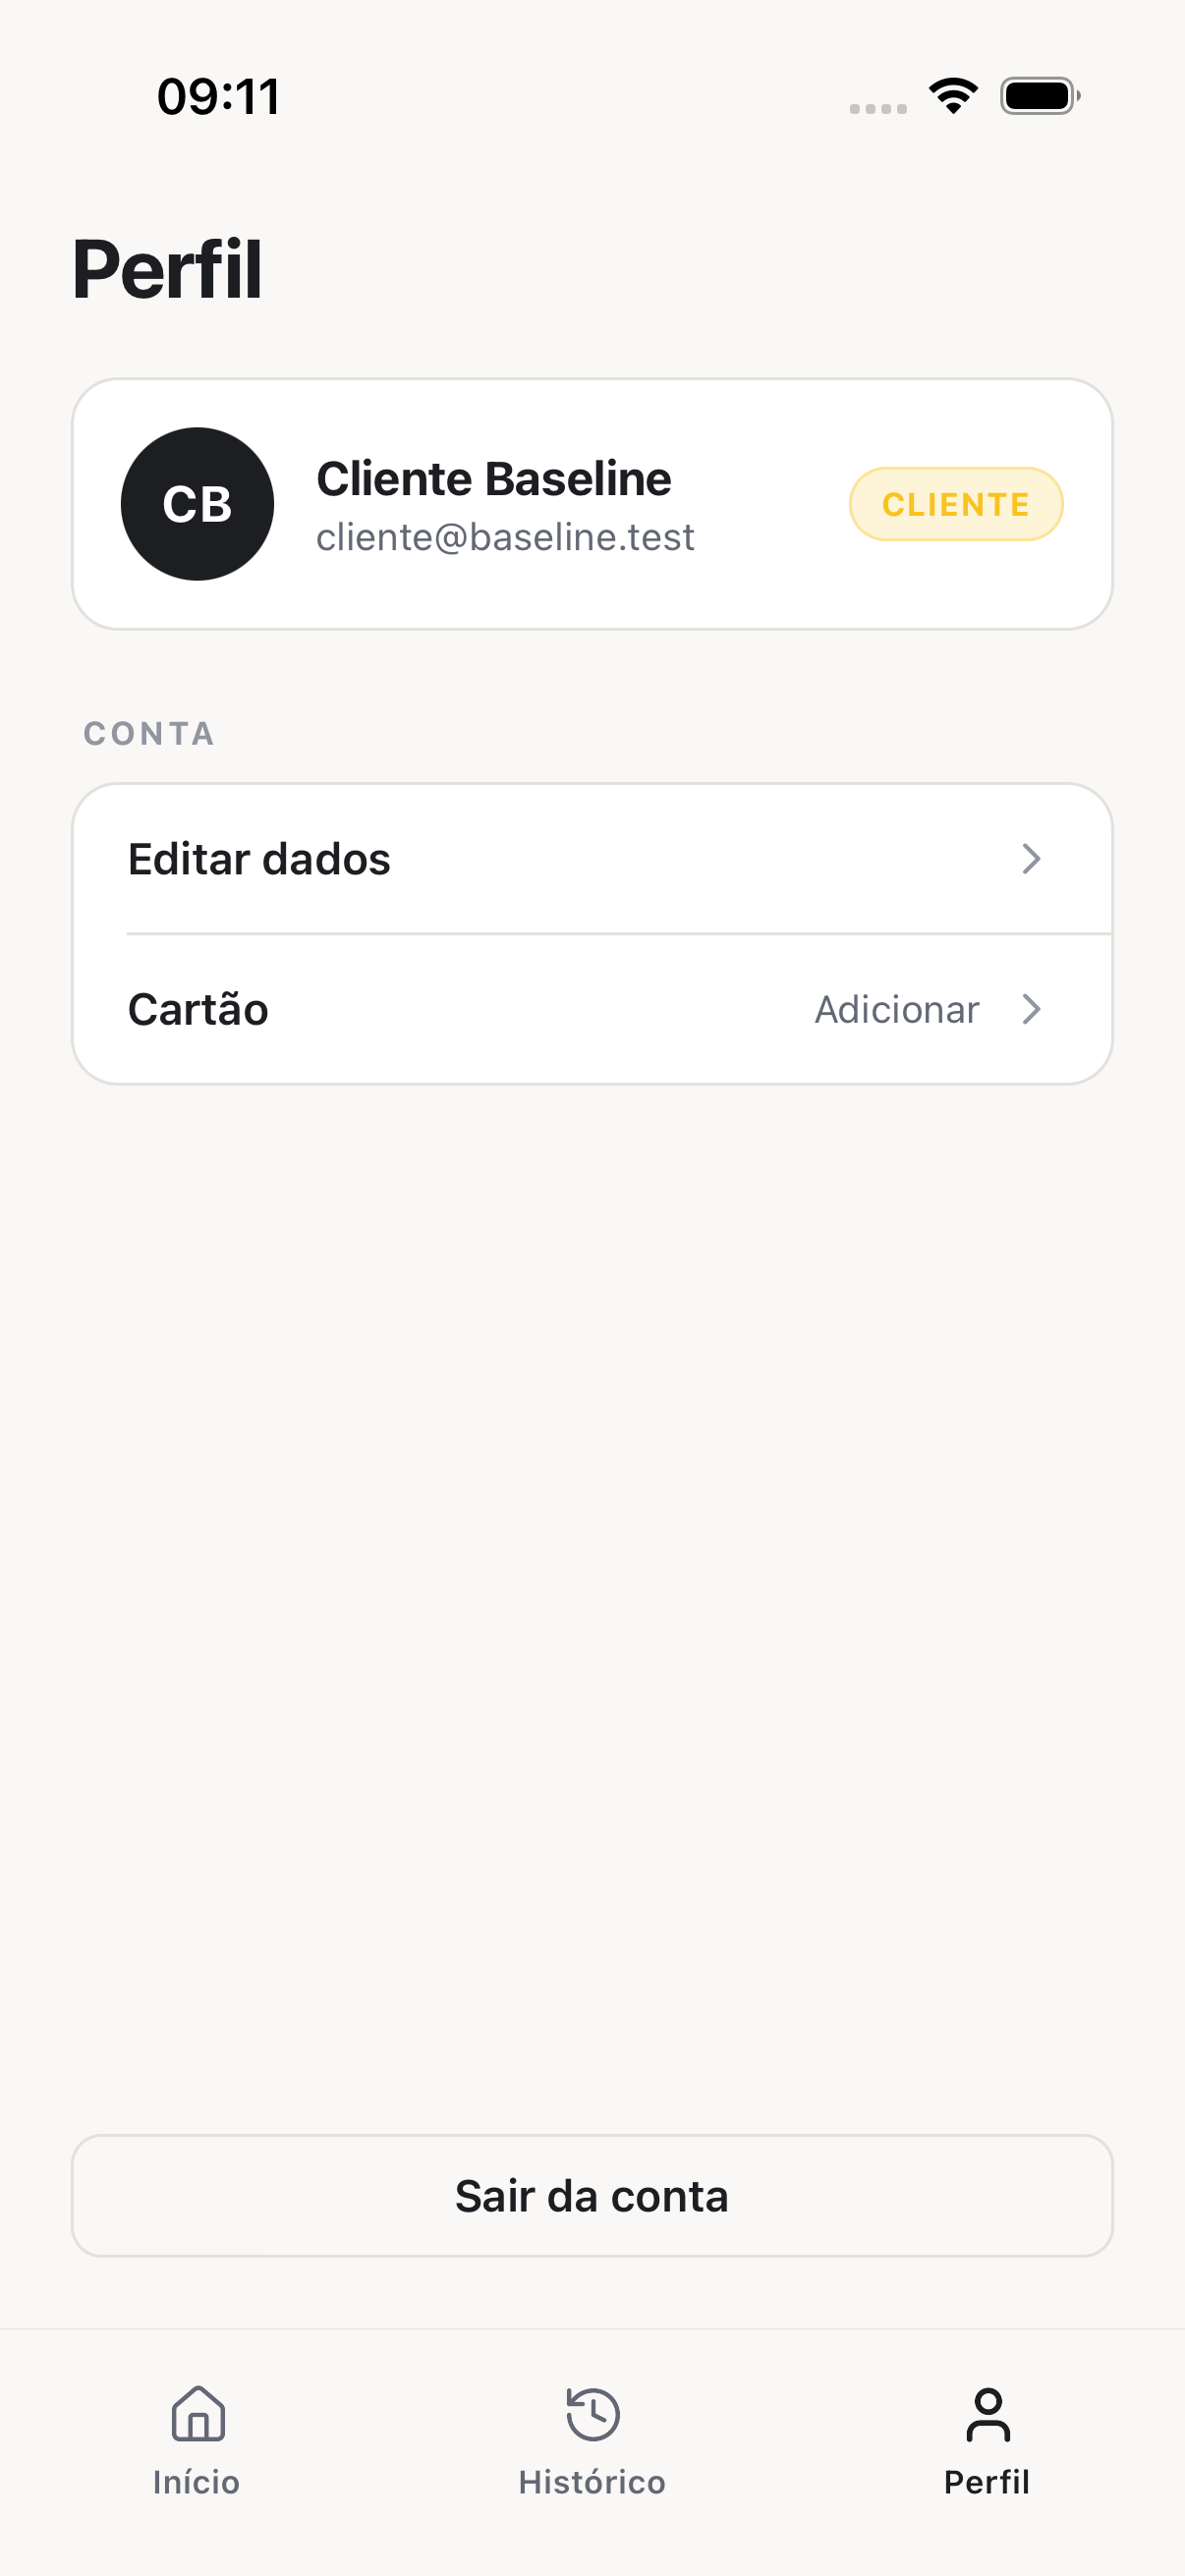 09:11
Perfil
CB
Cliente Baseline
cliente@baseline.test
CLIENTE
CONTA
Editar dados
Cartão
Adicionar
Sair da conta
Início
Histórico
Perfil